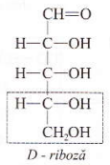 CH=O
H—C—OH
H—C—OH
H—C—OH
CH₂OH
D - riboză